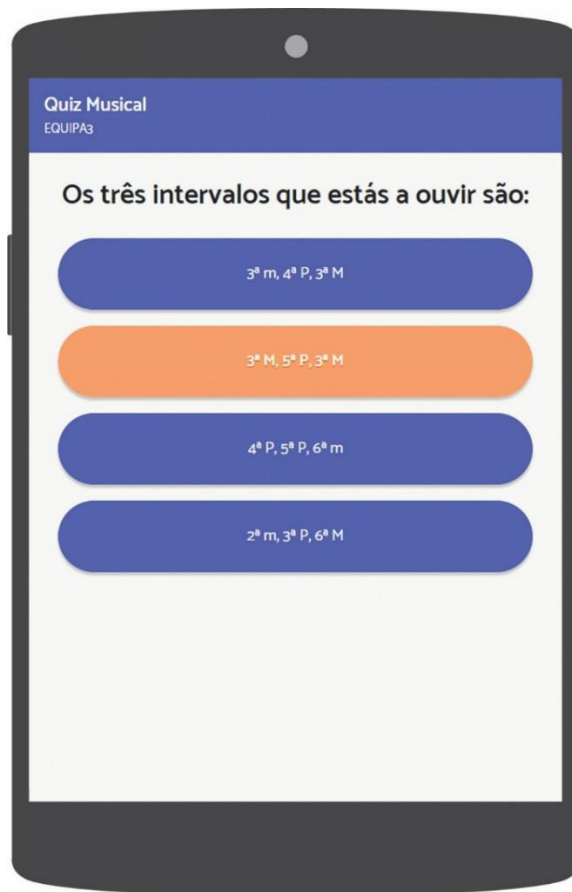 Quiz Musical
EQUIPA3
Os três intervalos que estás a ouvir são:
3ª m, 4ª P, 3ª M
3ª M, 5ª P, 3ª M
4ª P, 5ª P, 6ª m
2ª m, 3ª P, 6ª M